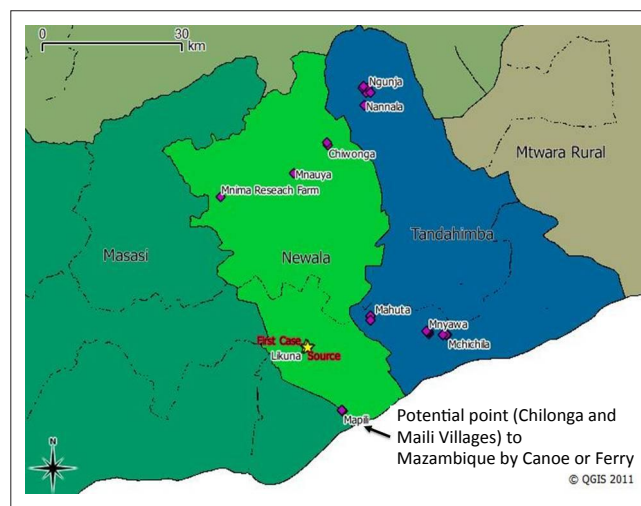 0 30
km
Ngunja
Nannala
Chiwonga
Mtwara Rural
Mnauya
Mnima Reseach Farm
Tandahimba
Masasi
Newala
Mahuta
Mnyawa
Mchichila
First Case
Likuna Source
Mapili
Potential point (Chilonga and
Maili Villages) to
Mazambique by Canoe or Ferry
N
© QGIS 2011